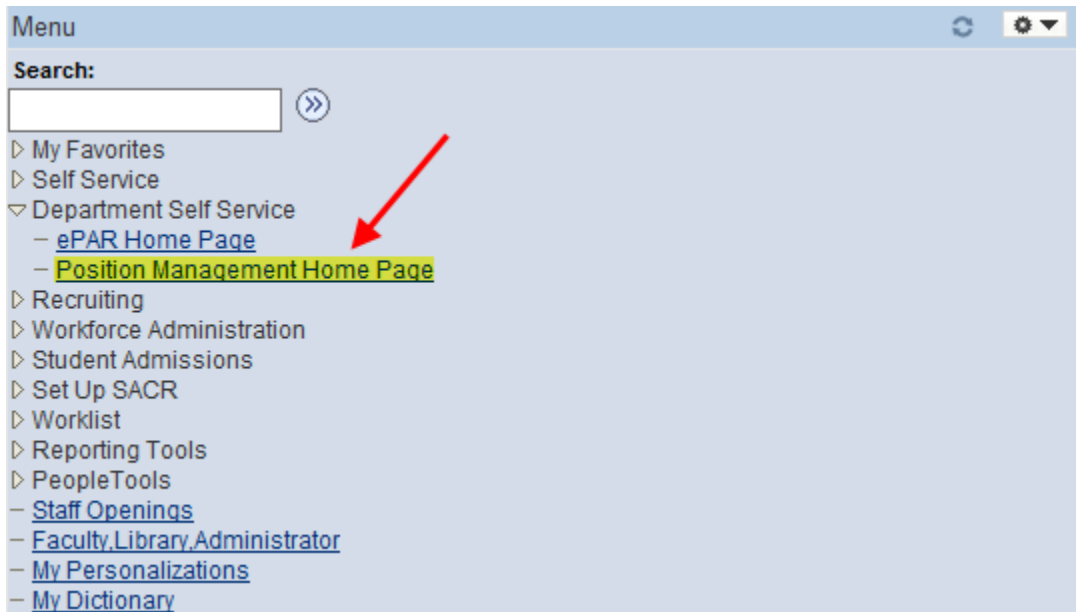 Menu
Search:
My Favorites
Self Service
Department Self Service
ePAR Home Page
Position Management Home Page
Recruiting
Workforce Administration
Student Admissions
Set Up SACR
Worklist
Reporting Tools
PeopleTools
Staff Openings
Faculty,Library,Administrator
My Personalizations
My Dictionary